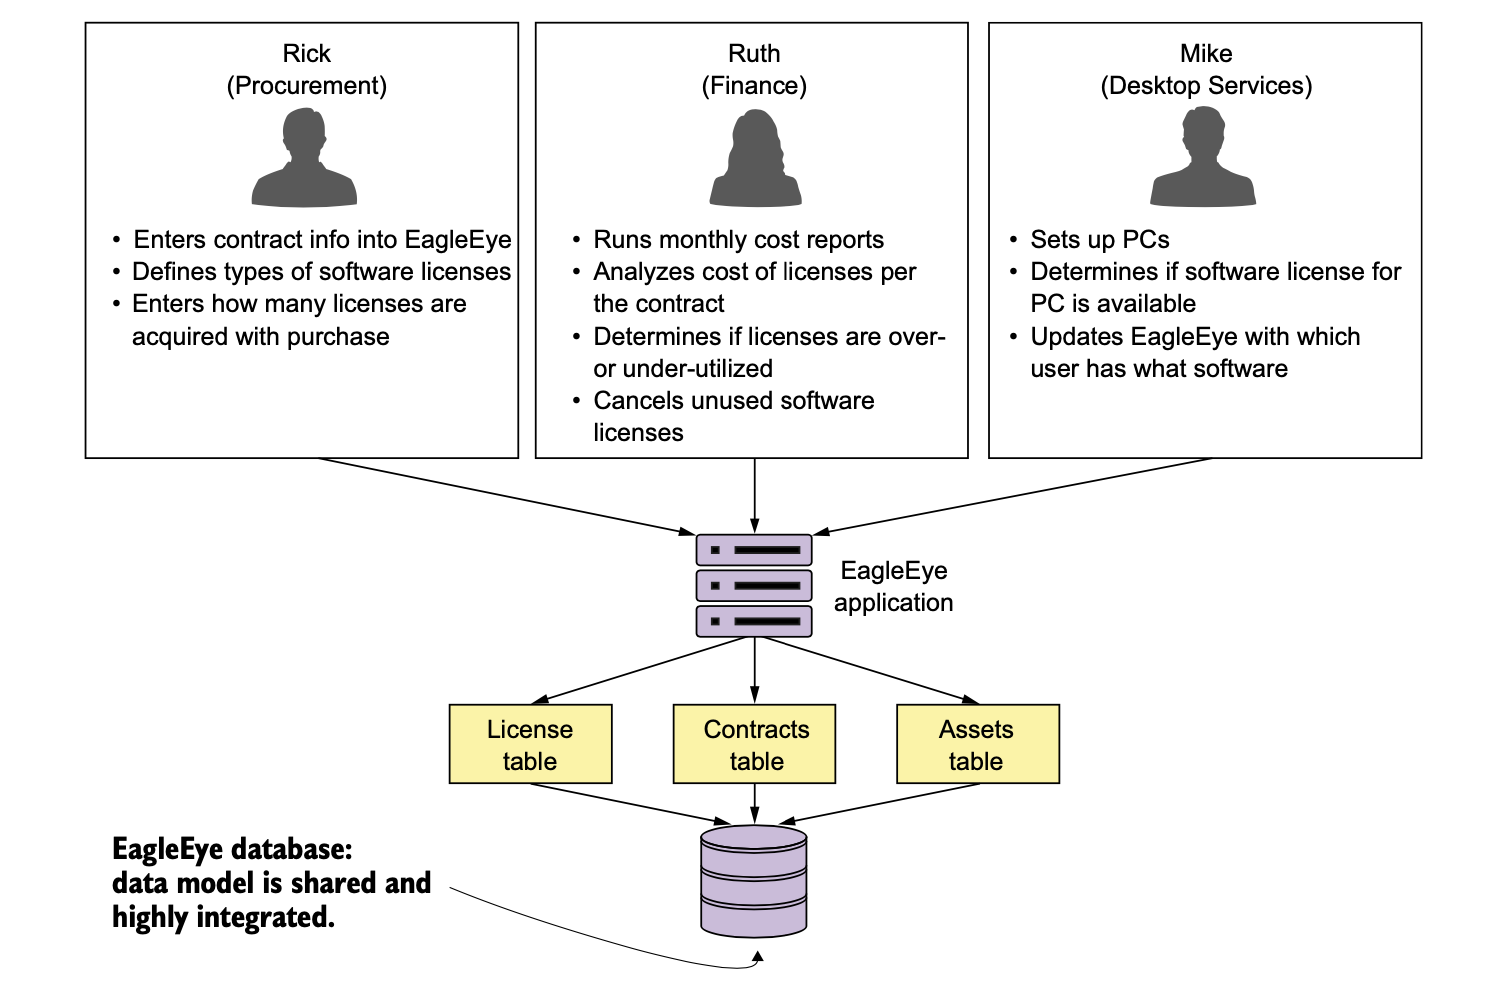 Rick
(Procurement)
• Enters contract info into EagleEye
• Defines types of software licenses
• Enters how many licenses are
acquired with purchase
Ruth
(Finance)
• Runs monthly cost reports
• Analyzes cost of licenses per
the contract
• Determines if licenses are over-
or under-utilized
• Cancels unused software
licenses
Mike
(Desktop Services)
• Sets up PCs
• Determines if software license for
PC is available
• Updates EagleEye with which
user has what software
EagleEye
application
License
table
Contracts
table
Assets
table
EagleEye database:
data model is shared and
highly integrated.